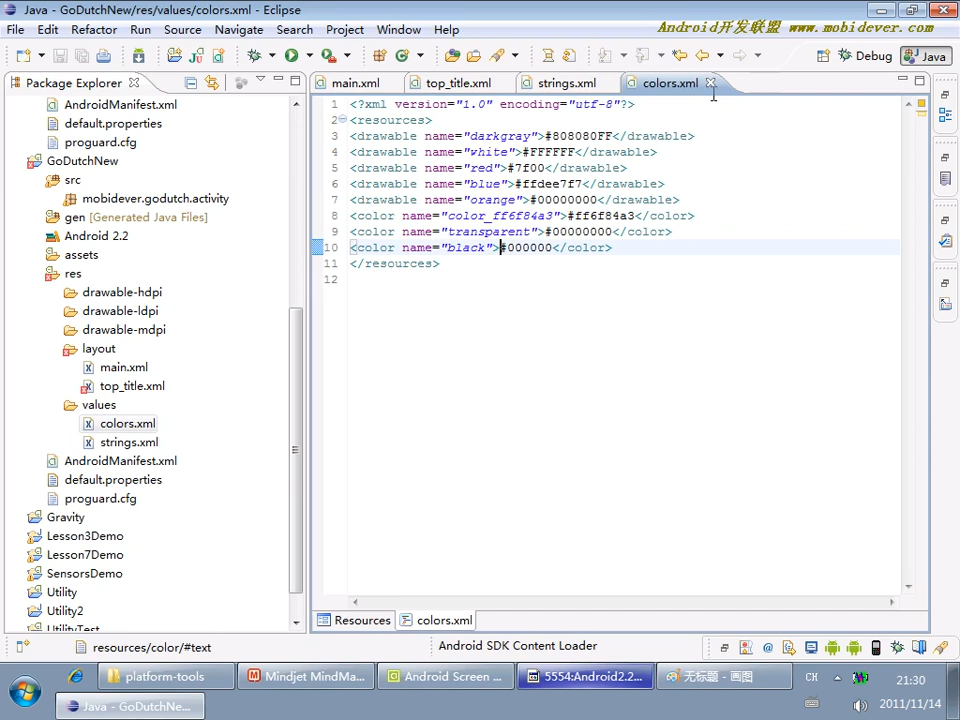 Java - GoDutchNew/res/values/colors.xml - Eclipse
File Edit Refactor Run Source Navigate Search Project Window Help
Android开发联盟 www.mobidever.com
Debug Java
Package Explorer
main.xml top_title.xml strings.xml colors.xml
AndroidManifest.xml
default.properties
proguard.cfg
GoDutchNew
src
mobidever.godutch.activity
gen [Generated Java Files]
Android 2.2
assets
res
drawable-hdpi
drawable-ldpi
drawable-mdpi
layout
main.xml
top_title.xml
values
colors.xml
strings.xml
AndroidManifest.xml
default.properties
proguard.cfg
Gravity
Lesson3Demo
Lesson7Demo
SensorsDemo
Utility
Utility2
UtilityTest
1 <?xml version="1.0" encoding="utf-8"?>
2 <resources>
3 <drawable name="darkgray">#808080FF</drawable>
4 <drawable name="white">#FFFFFF</drawable>
5 <drawable name="red">#7f00</drawable>
6 <drawable name="blue">#ffdee7f7</drawable>
7 <drawable name="orange">#00000000</drawable>
8 <color name="color_ff6f84a3">#ff6f84a3</color>
9 <color name="transparent">#00000000</color>
10 <color name="black">#000000</color>
11 </resources>
12
Resources colors.xml
resources/color/#text
Android SDK Content Loader
platform-tools Mindjet MindMa... Android Screen ... 5554:Android2.2... 无标题 - 画图 CH
Java - GoDutchNe...
21:30
2011/11/14